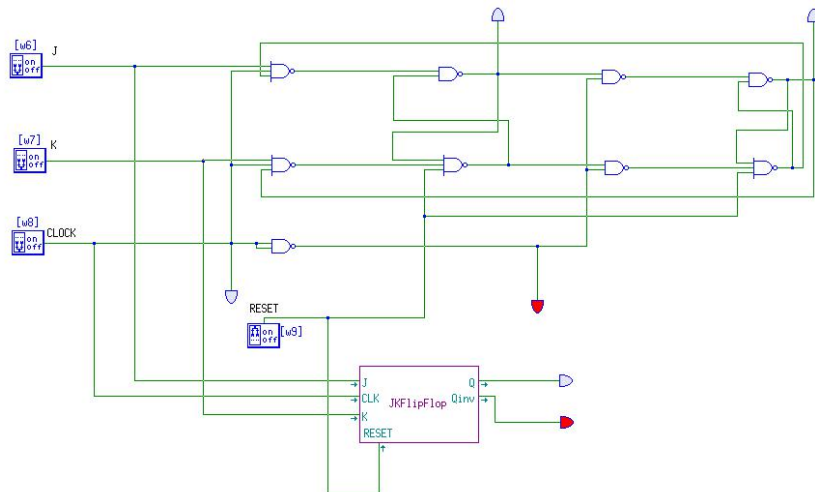 [w6]
J
on
off
[w7]
K
on
off
[w8]
CLOCK
on
off
RESET
on
off
[w9]
J
Q
CLK
Qinv
JKFlipFlop
K
RESET